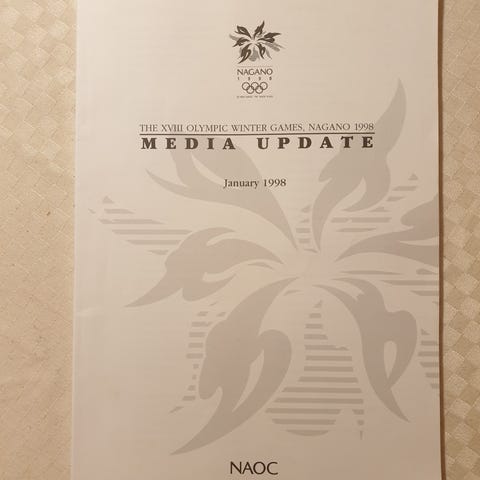 NAGANO
1998
THE XVIII OLYMPIC WINTER GAMES, NAGANO 1998
MEDIA UPDATE
January 1998
NAOC